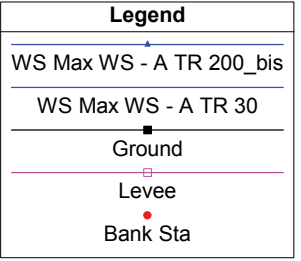 Legend
WS Max WS - A TR 200_bis
WS Max WS - A TR 30
Ground
Levee
Bank Sta